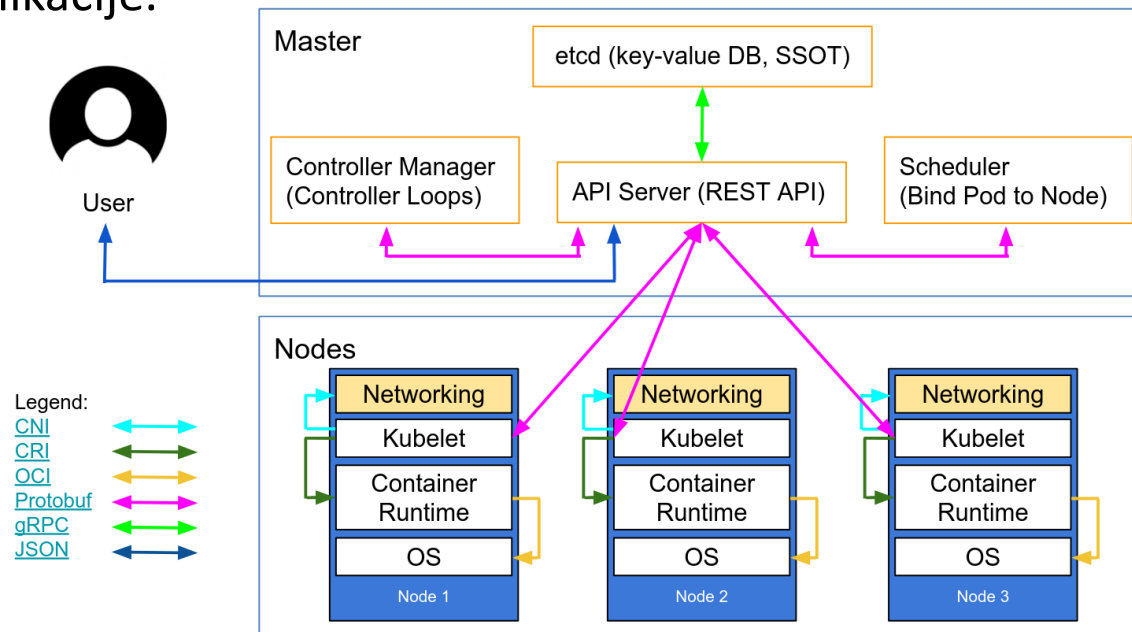 Master
etcd (key-value DB, SSOT)
User
Controller Manager
(Controller Loops)
API Server (REST API)
Scheduler
(Bind Pod to Node)
Nodes
Networking
Kubelet
Container
Runtime
OS
Node 1
Networking
Kubelet
Container
Runtime
OS
Node 2
Networking
Kubelet
Container
Runtime
OS
Node 3
Legend:
CNI
CRI
OCI
Protobuf
gRPC
JSON